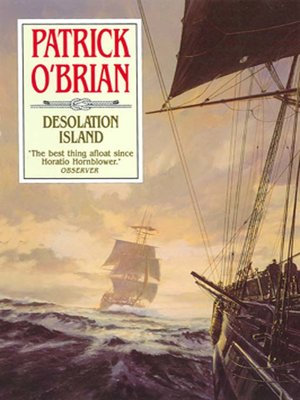 PATRICK
O'BRIAN
DESOLATION
ISLAND
"The best thing afloat since
Horatio Hornblower."
OBSERVER